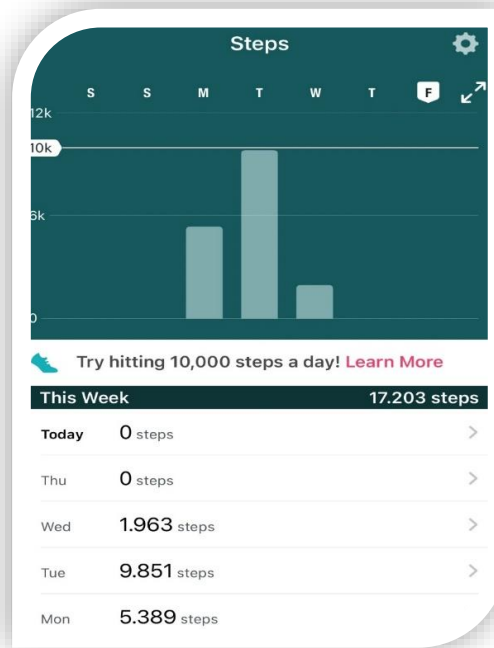 Steps
S S M T W T F
12k
10k
6k
0
Try hitting 10,000 steps a day! Learn More
This Week 17.203 steps
Today 0 steps
Thu 0 steps
Wed 1.963 steps
Tue 9.851 steps
Mon 5.389 steps